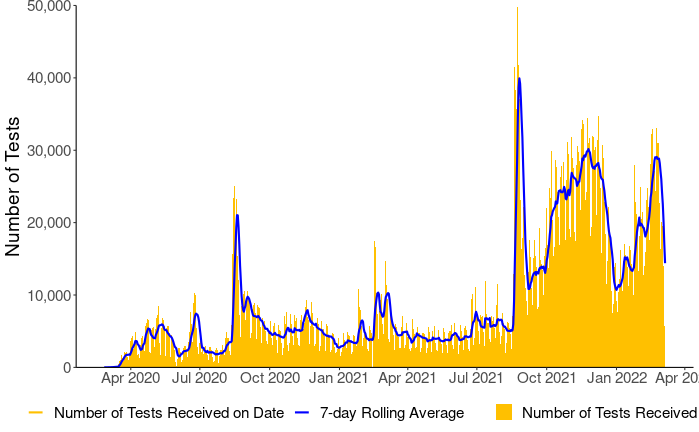 50,000
40,000
30,000
20,000
10,000
0
Number of Tests
Apr 2020 Jul 2020 Oct 2020 Jan 2021 Apr 2021 Jul 2021 Oct 2021 Jan 2022 Apr 20
Number of Tests Received on Date 7-day Rolling Average Number of Tests Received